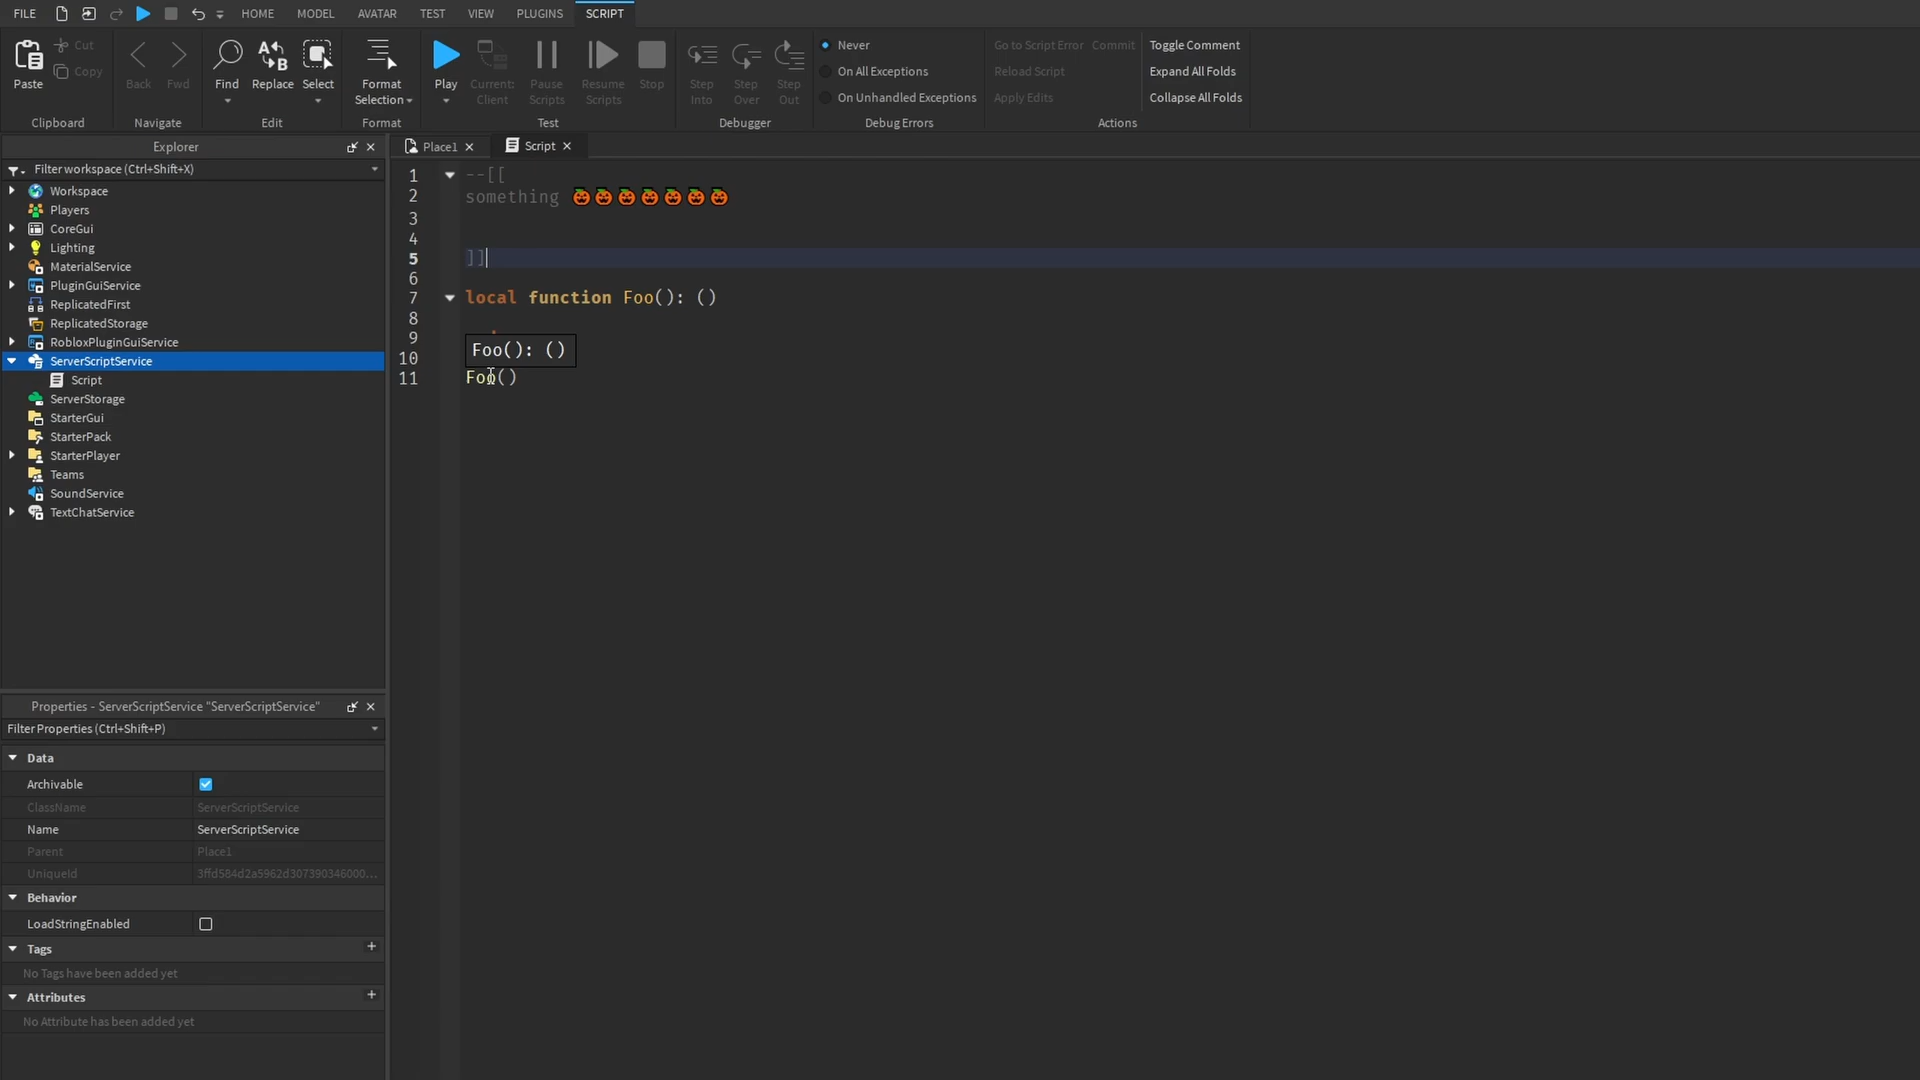 FILE HOME MODEL AVATAR TEST VIEW PLUGINS SCRIPT
Paste Cut Copy Clipboard
Back Fwd Navigate
Find Replace Select Edit
Format Selection Format
Play Current: Client Pause Scripts Resume Scripts Stop Test
Step Into Step Over Step Out Debugger
Never
On All Exceptions
On Unhandled Exceptions
Debug Errors
Go to Script Error Commit Toggle Comment
Reload Script Expand All Folds
Apply Edits Collapse All Folds
Actions
Explorer
Filter workspace (Ctrl+Shift+X)
Workspace
Players
CoreGui
Lighting
MaterialService
PluginGuiService
ReplicatedFirst
ReplicatedStorage
RobloxPluginGuiService
ServerScriptService
Script
ServerStorage
StarterGui
StarterPack
StarterPlayer
Teams
SoundService
TextChatService
Properties - ServerScriptService "ServerScriptService"
Filter Properties (Ctrl+Shift+P)
Data
Archivable
ClassName ServerScriptService
Name ServerScriptService
Parent Place1
UniqueId 3ffd584d2a5962d307390346000...
Behavior
LoadStringEnabled
Tags +
No Tags have been added yet
Attributes +
No Attribute has been added yet
Place1 Script
1 --[[
2 something 🎃🎃🎃🎃🎃🎃🎃
3
4
5 ]]
6
7 local function Foo(): ()
8
9
Foo(): ()
10
11 Foo()